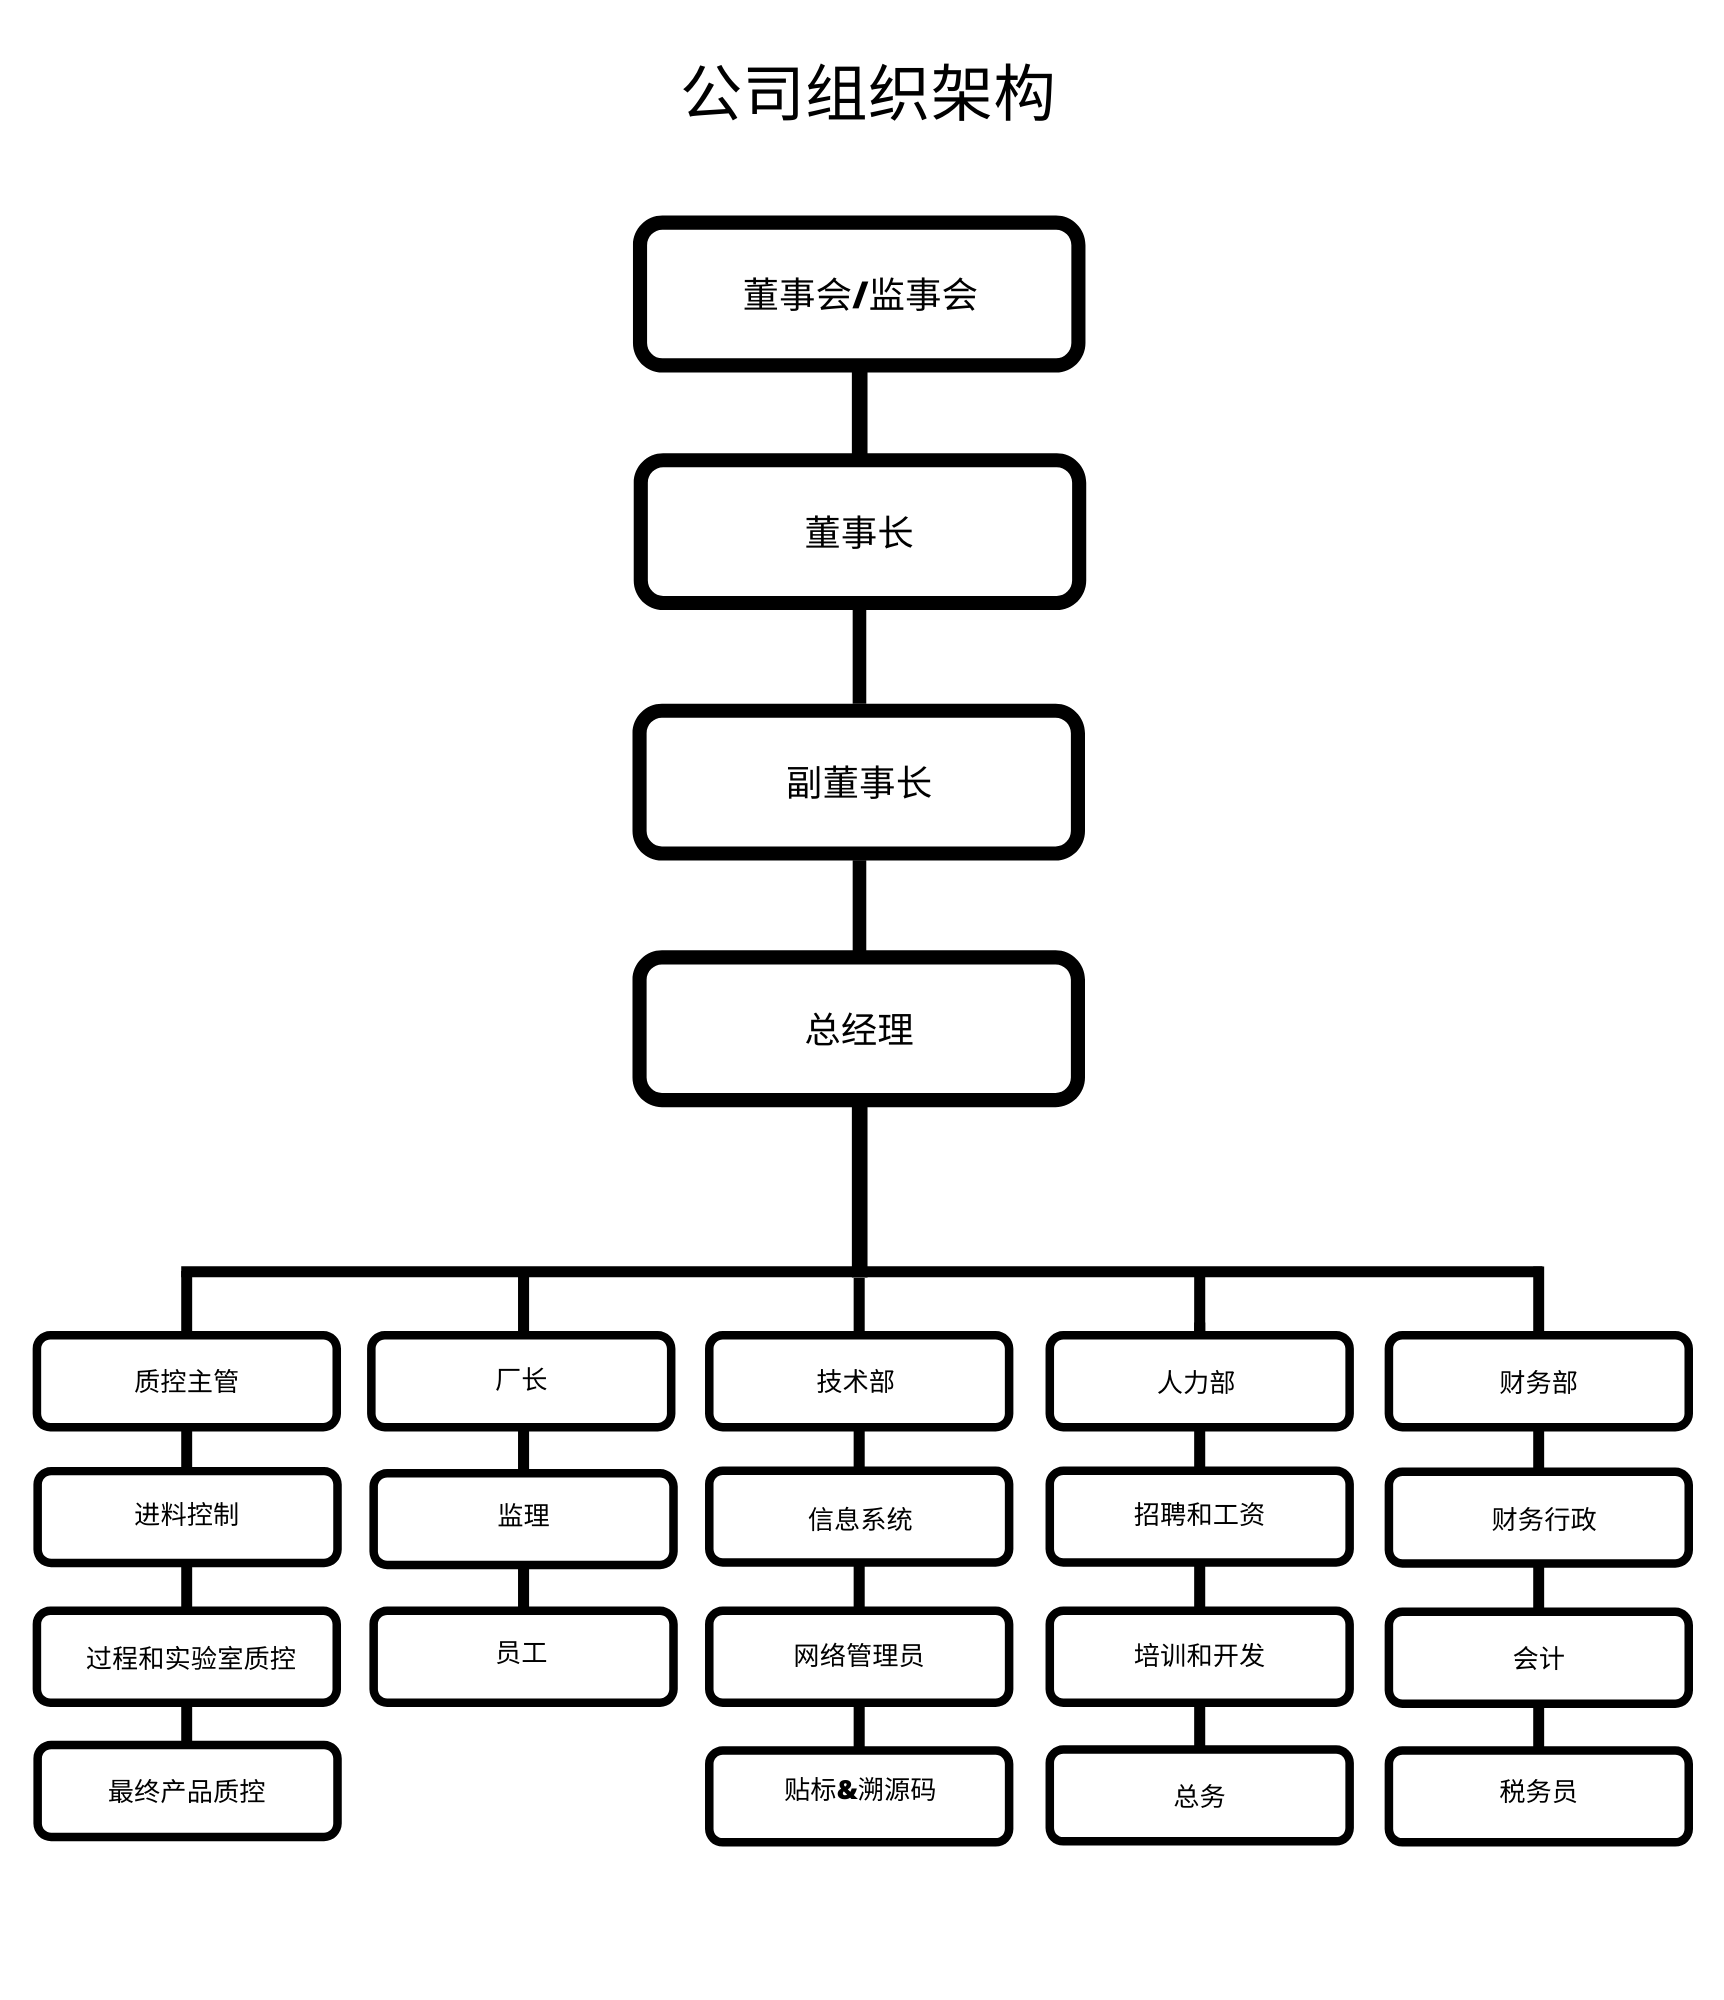 公司组织架构
董事会/监事会
董事长
副董事长
总经理
质控主管
厂长
技术部
人力部
财务部
进料控制
监理
信息系统
招聘和工资
财务行政
过程和实验室质控
员工
网络管理员
培训和开发
会计
最终产品质控
贴标&溯源码
总务
税务员